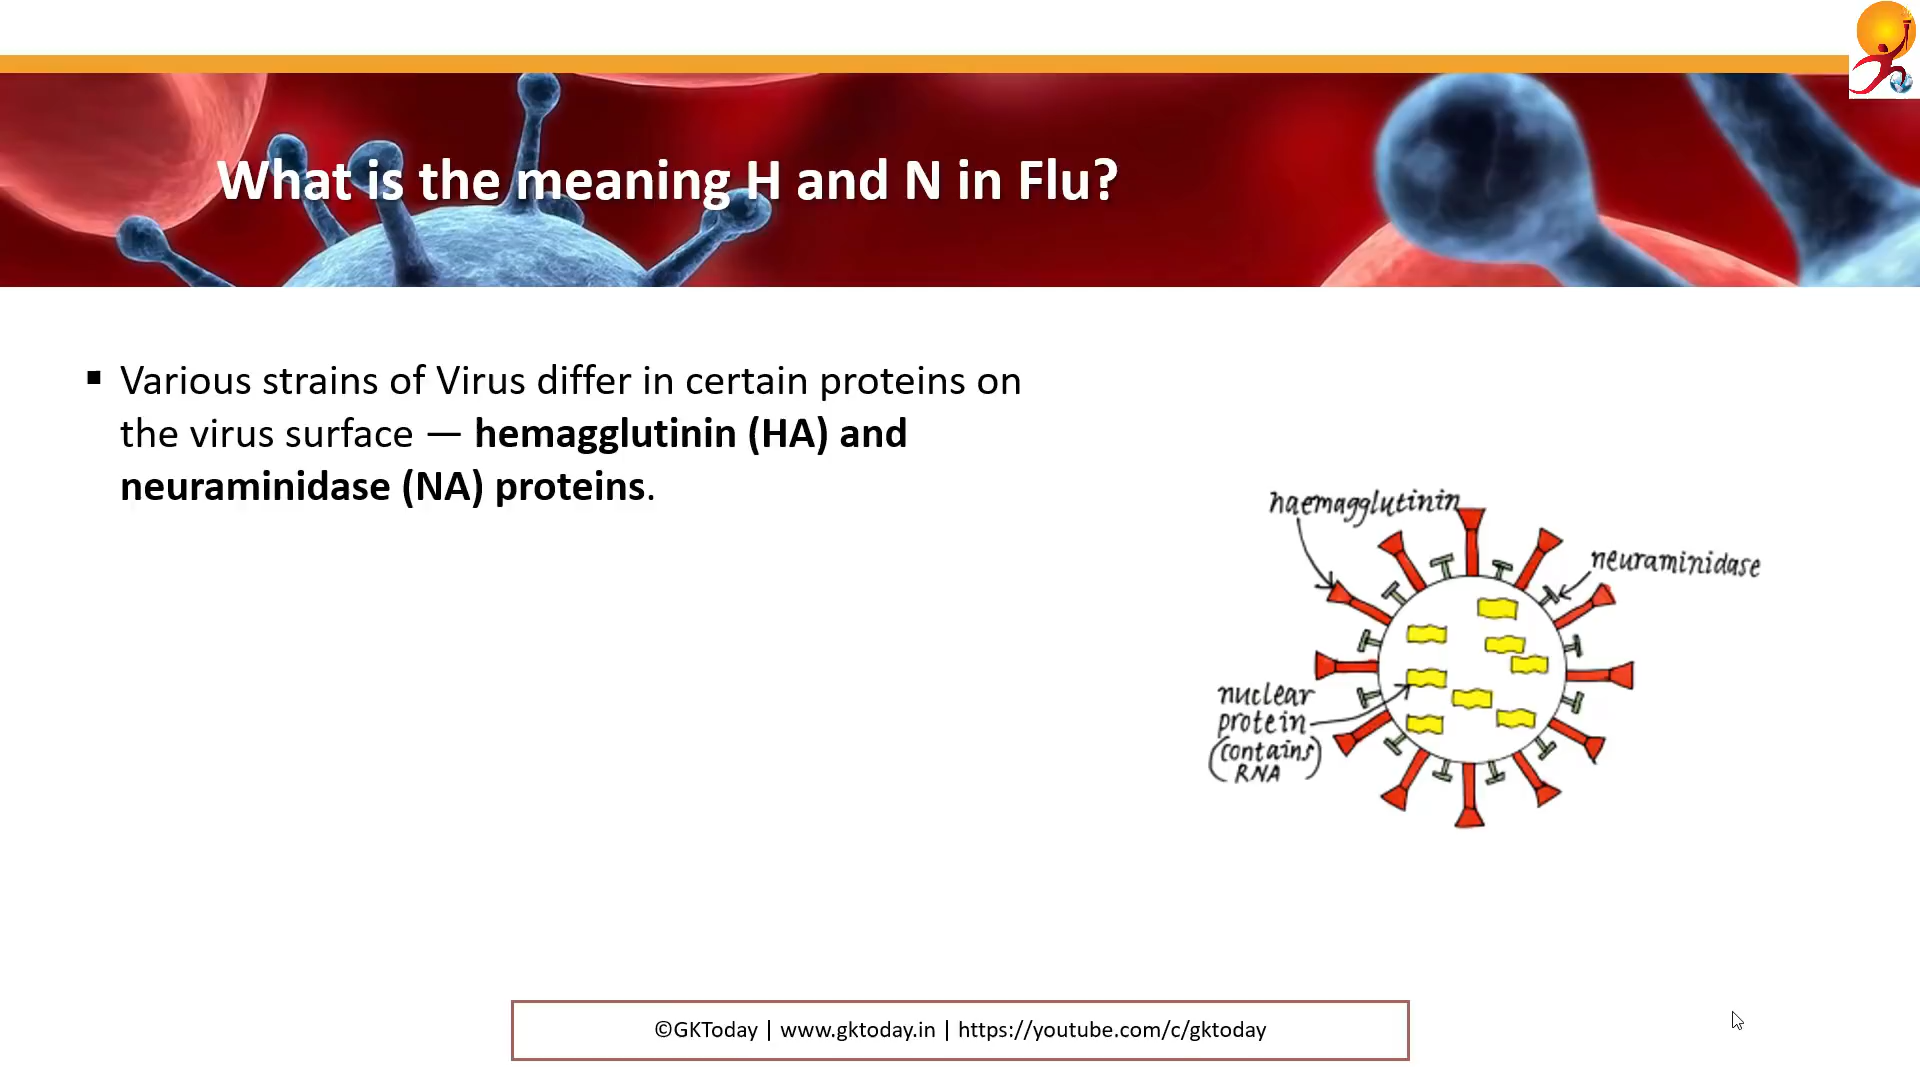 What is the meaning H and N in Flu?
▪ Various strains of Virus differ in certain proteins on
the virus surface — hemagglutinin (HA) and
neuraminidase (NA) proteins.
haemagglutinin
neuraminidase
nuclear
protein
(contains)
RNA
©GKToday | www.gktoday.in | https://youtube.com/c/gktoday